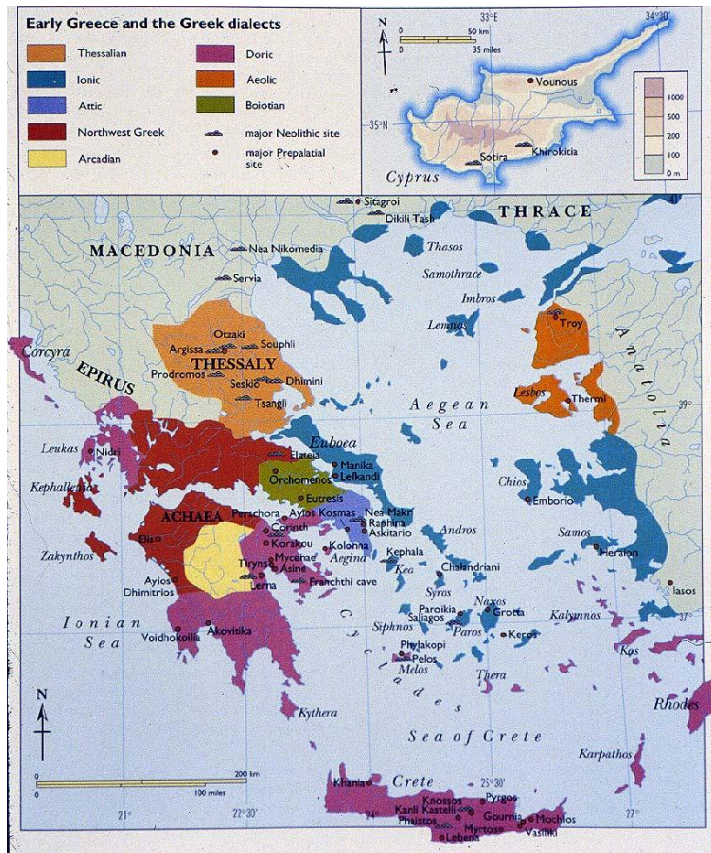 Early Greece and the Greek dialects
Thessalian
Ionic
Attic
Northwest Greek
Arcadian
Doric
Aeolic
Boiotian
major Neolithic site
major Prepalatial
site
33°E
34°30'
N
0 50 km
0 35 miles
35°N
Vounous
Khirokitia
Sotira
Cyprus
1000
500
200
100
0 m
Sitagroi
Dikili Tash
41°
THRACE
MACEDONIA
Nea Nikomedia
Thasos
Samothrace
Servia
Imbros
Lemnos
Troy
Otzaki
Souphli
Argissa
THESSALY
Corcyra
EPIRUS
Prodromos
Sesklo
Dhimini
Tsangli
Lesbos
Thermi
Anatolia
Aegean
Sea
39°
Leukas
Nidri
Euboea
Elateia
Manika
Lefkandi
Orchomenos
Eutresis
Chios
Emborio
Kephallenia
ACHAEA
Perachora
Ayios Kosmas
Nea Makri
Raphina
Askitario
Corinth
Elis
Korakou
Kolonna
Aegina
Andros
Samos
Heraion
Zakynthos
Mycenae
Tiryns
Asine
Kephala
Kea
Chalandriani
Syros
Ayios
Dhimitrios
Lerna
Franchthi cave
Iasos
Ionian
Sea
Voidhokoilia
Akovitika
Cyclades
Siphnos
Paroikia
Saliagos
Paros
Naxos
Grotta
Keros
Kalymnos
37°
Kos
Phylakopi
Pelos
Melos
Thera
Rhodes
N
Kythera
Sea of Crete
Karpathos
0 200 km
0 100 miles
Khania
Crete
21°
22°30'
24°
25°30'
27°
Knossos
Pyrgos
Kanli Kastelli
Gournia
Mochlos
Phaistos
Myrtos
Vasiliki
Lebena